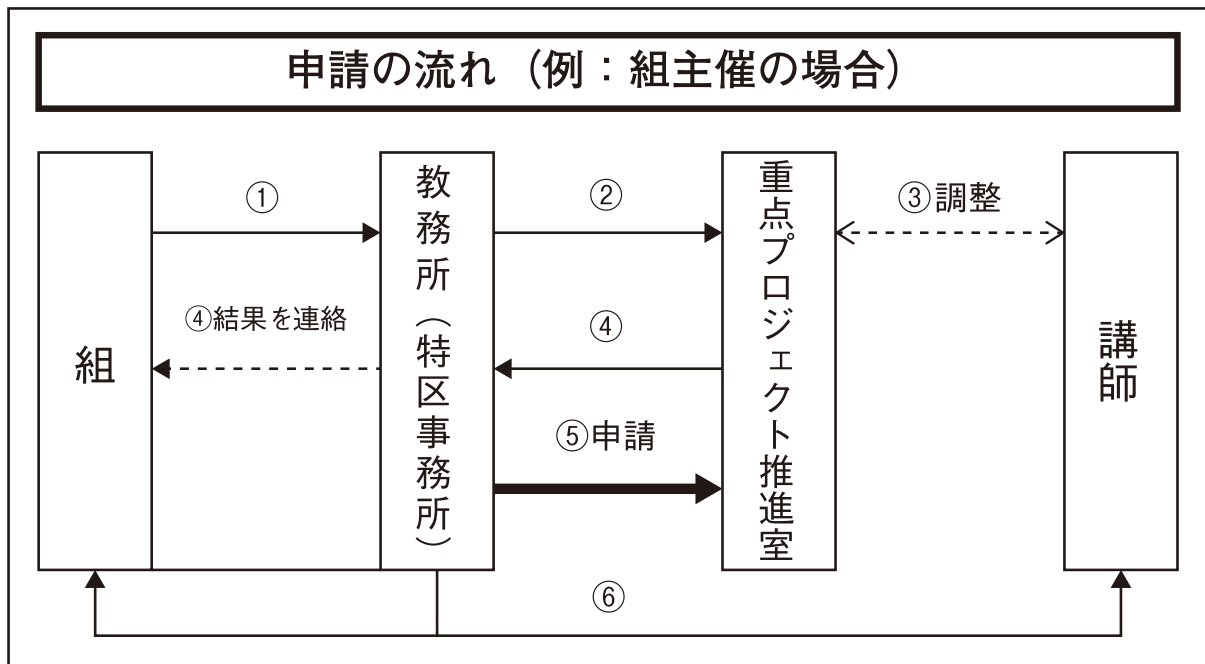 申請の流れ（例：組主催の場合）
組
①
④結果を連絡
教務所（特区事務所）
②
④
⑤申請
重点プロジェクト推進室
③調整
講師
⑥